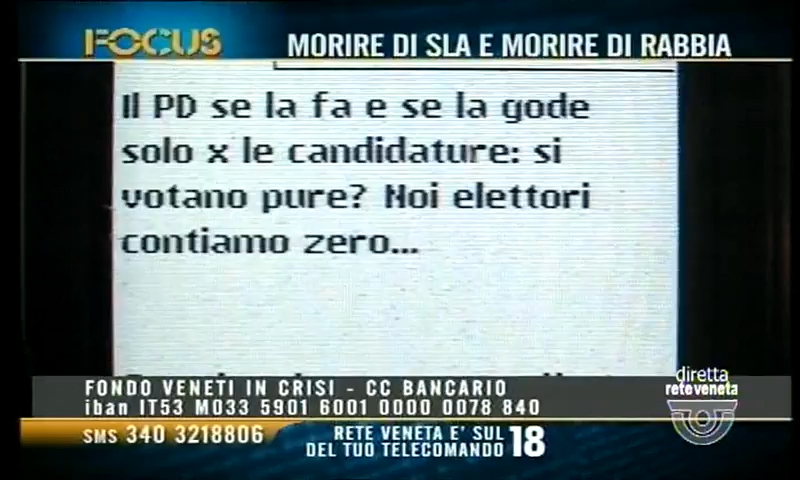 FOCUS
MORIRE DI SLA E MORIRE DI RABBIA
Il PD se la fa e se la gode
solo x le candidature: si
votano pure? Noi elettori
contiamo zero...
FONDO VENETI IN CRISI - CC BANCARIO
iban IT53 M033 5901 6001 0000 0078 840
diretta
reteveneta
SMS 340 3218806
RETE VENETA E' SUL 18
DEL TUO TELECOMANDO